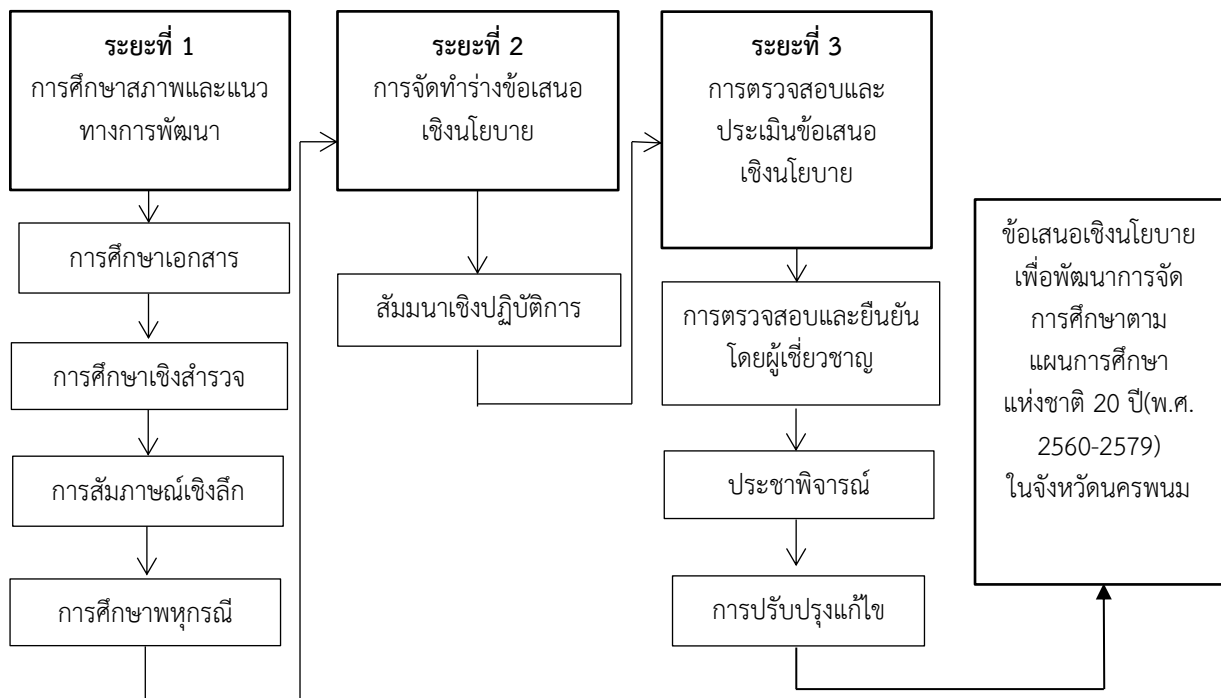 ระยะที่ 1
การศึกษาสภาพและแนว
ทางการพัฒนา
การศึกษาเอกสาร
การศึกษาเชิงสำรวจ
การสัมภาษณ์เชิงลึก
การศึกษาพหุกรณี
ระยะที่ 2
การจัดทำร่างข้อเสนอ
เชิงนโยบาย
สัมมนาเชิงปฏิบัติการ
ระยะที่ 3
การตรวจสอบและ
ประเมินข้อเสนอ
เชิงนโยบาย
การตรวจสอบและยืนยัน
โดยผู้เชี่ยวชาญ
ประชาพิจารณ์
การปรับปรุงแก้ไข
ข้อเสนอเชิงนโยบาย
เพื่อพัฒนาการจัด
การศึกษาตาม
แผนการศึกษา
แห่งชาติ 20 ปี(พ.ศ.
2560-2579)
ในจังหวัดนครพนม